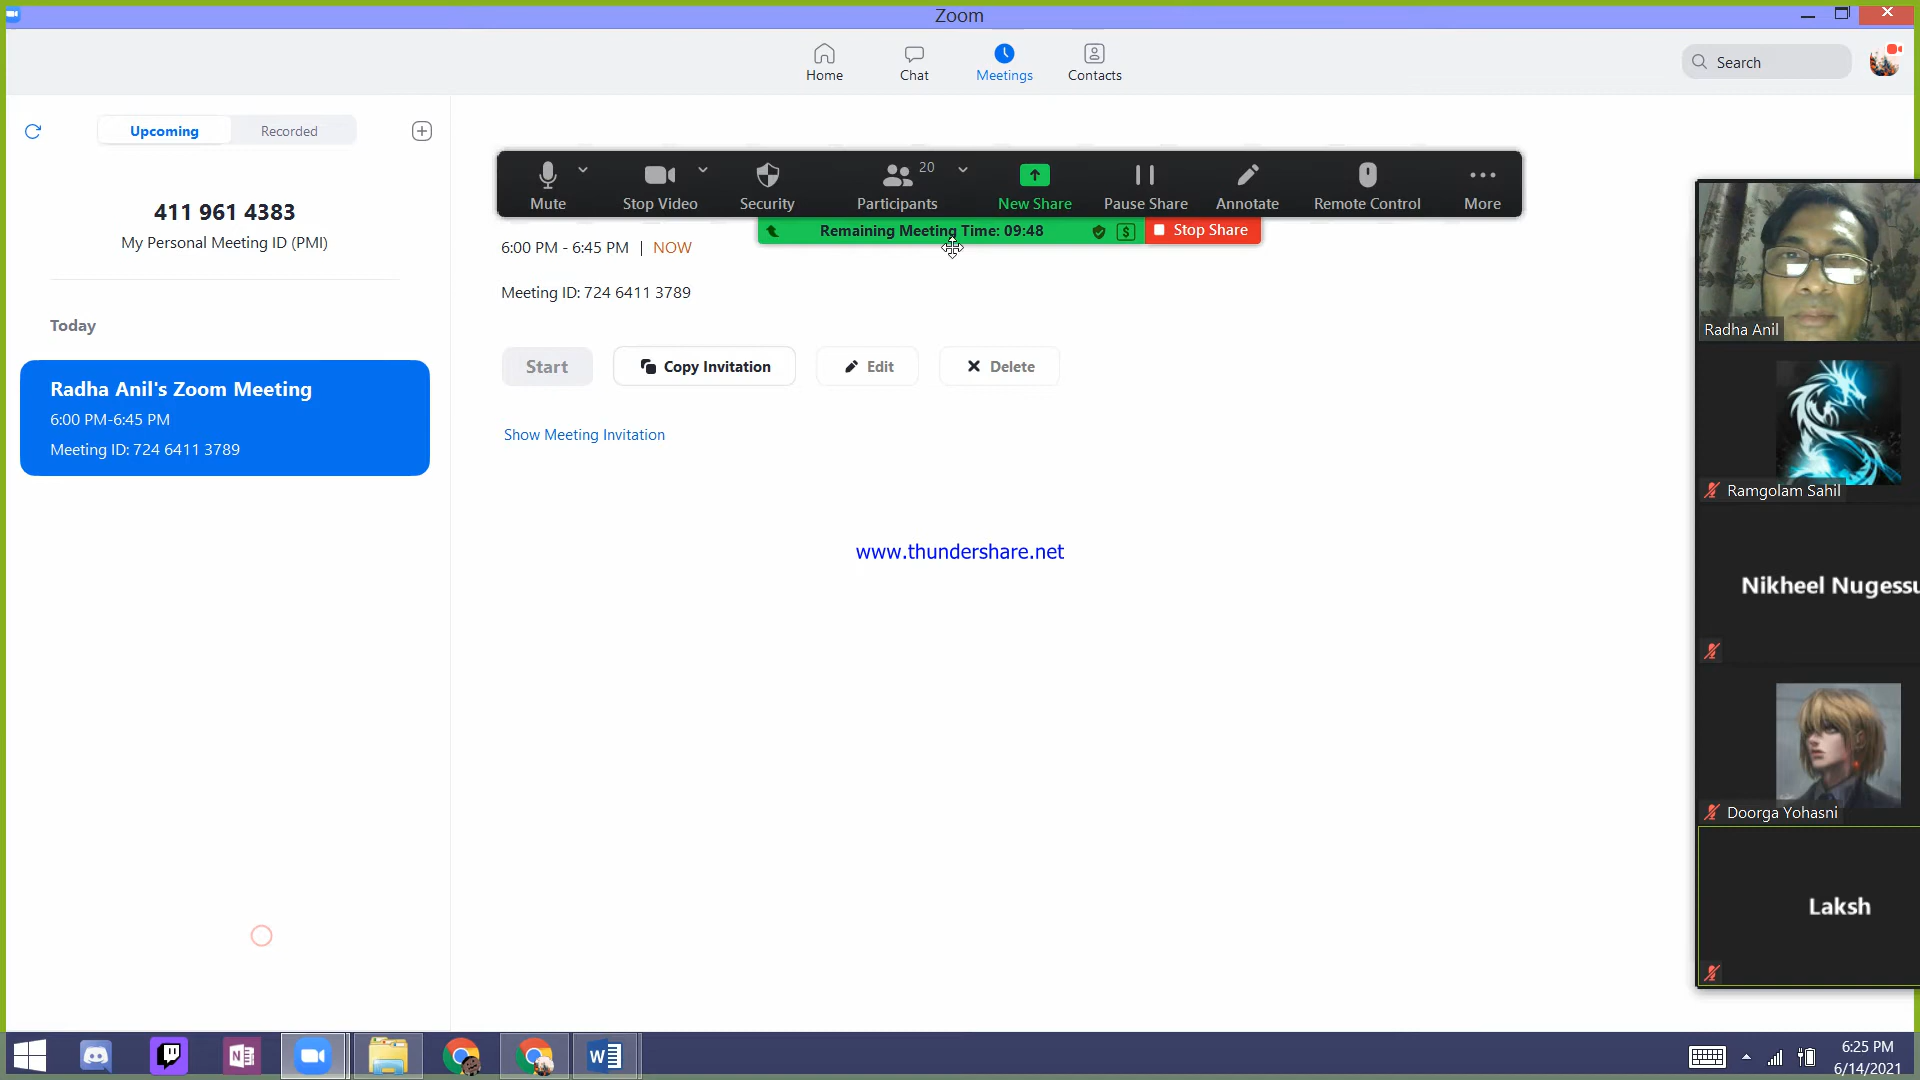 Zoom
Home
Chat
Meetings
Contacts
Search
Upcoming
Recorded
411 961 4383
My Personal Meeting ID (PMI)
Today
Radha Anil's Zoom Meeting
6:00 PM-6:45 PM
Meeting ID: 724 6411 3789
Mute
Stop Video
Security
Participants
20
New Share
Pause Share
Annotate
Remote Control
More
Remaining Meeting Time: 09:48
$
Stop Share
6:00 PM - 6:45 PM | NOW
Meeting ID: 724 6411 3789
Start
Copy Invitation
Edit
Delete
Show Meeting Invitation
www.thundershare.net
Radha Anil
Ramgolam Sahil
Nikheel Nugessu
Doorga Yohasni
Laksh
N
W
6:25 PM
6/14/2021